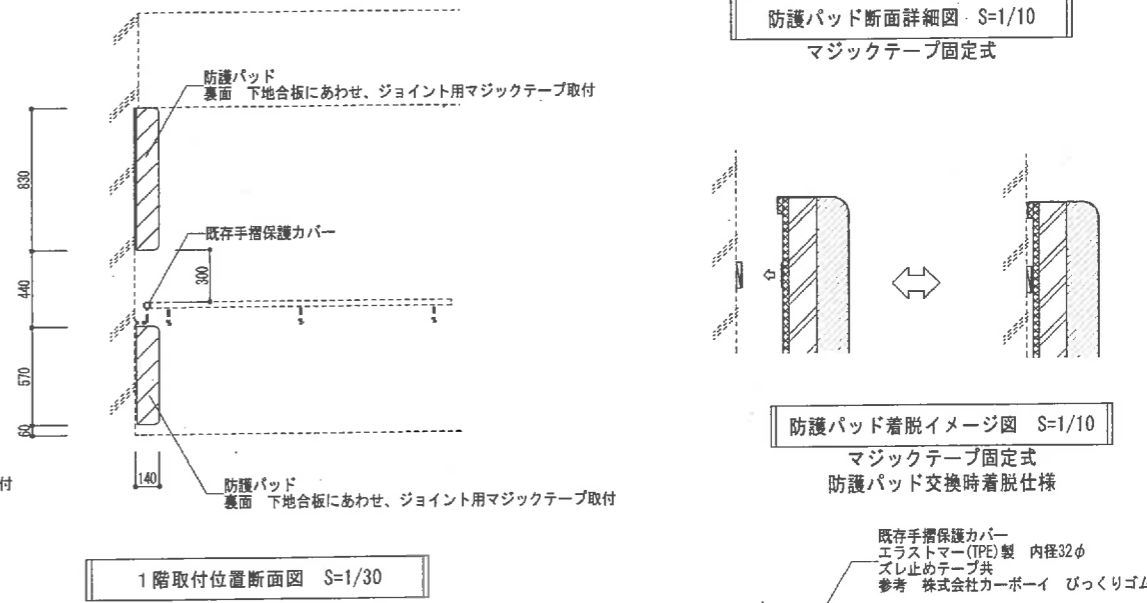 防護パッド
裏面　下地合板にあわせ、ジョイント用マジックテープ取付
830
既存手摺保護カバー
300
440
570
60
140
付
防護パッド
裏面　下地合板にあわせ、ジョイント用マジックテープ取付
１階取付位置断面図　S=1/30
防護パッド断面詳細図　S=1/10
マジックテープ固定式
防護パッド着脱イメージ図　S=1/10
マジックテープ固定式
防護パッド交換時着脱仕様
既存手摺保護カバー
エラストマー(TPE)製　内径32φ
ズレ止めテープ共
参考　株式会社カーボーイ　びっくりゴム